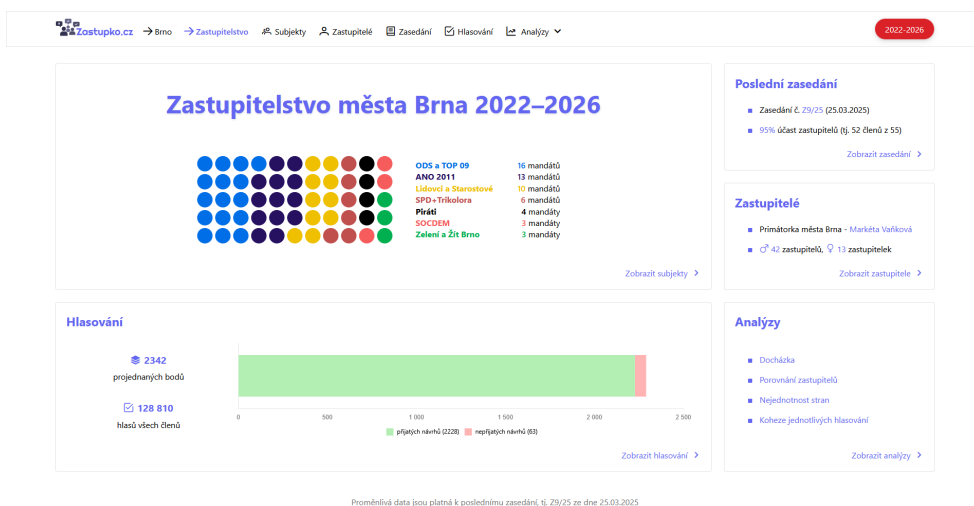 Zastupko.cz Brno Zastupitelstvo Subjekty Zastupitelé Zasedání Hlasování Analýzy 2022-2026
Zastupitelstvo města Brna 2022–2026
ODS a TOP 09 16 mandátů
ANO 2011 13 mandátů
Lidovci a Starostové 10 mandátů
SPD+Trikolora 6 mandátů
Piráti 4 mandáty
SOCDEM 3 mandáty
Zelení a Žít Brno 3 mandáty
Zobrazit subjekty
Poslední zasedání
Zasedání č. Z9/25 (25.03.2025)
95% účast zastupitelů (tj. 52 členů z 55)
Zobrazit zasedání
Zastupitelé
Primátorka města Brna - Markéta Vaňková
42 zastupitelů, 13 zastupitelek
Zobrazit zastupitele
Hlasování
2342
projednaných bodů
128 810
hlasů všech členů
0 500 1 000 1 500 2 000 2 500
přijatých návrhů (2228) nepřijatých návrhů (63)
Zobrazit hlasování
Analýzy
Docházka
Porovnání zastupitelů
Nejednotnost stran
Koheze jednotlivých hlasování
Zobrazit analýzy
Proměnlivá data jsou platná k poslednímu zasedání, tj. Z9/25 ze dne 25.03.2025